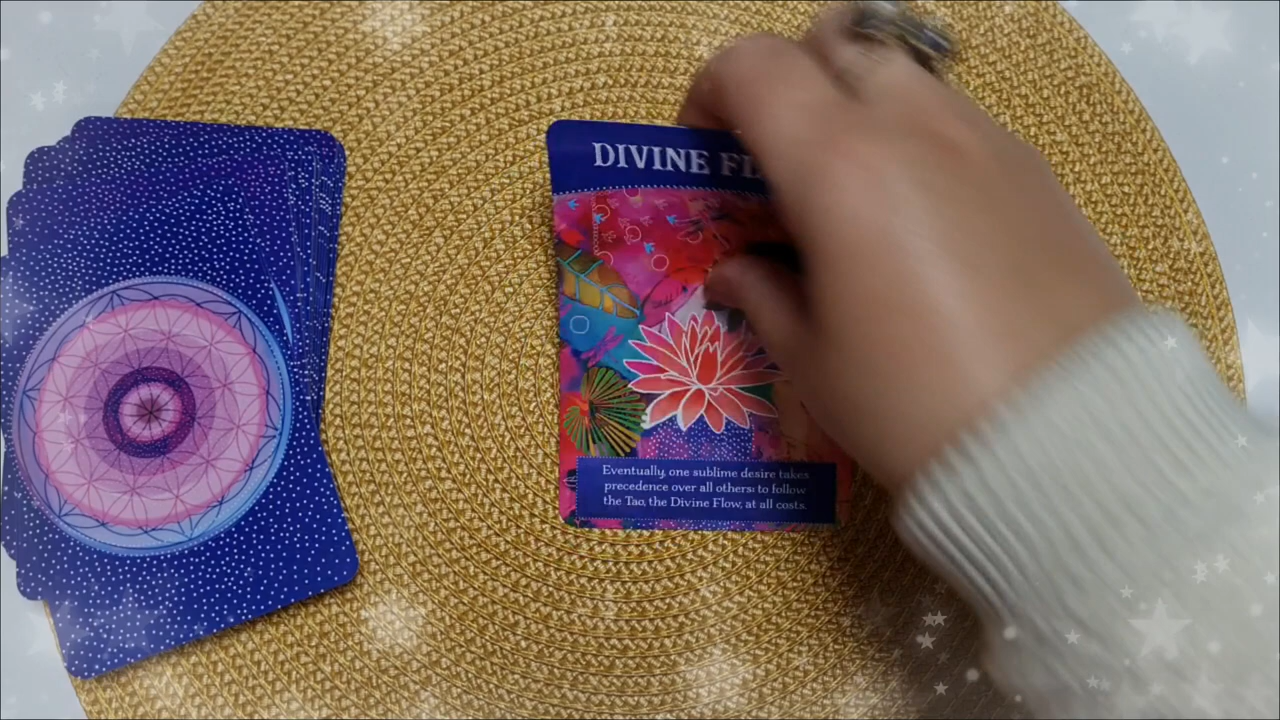 DIVINE FL
Eventually, one sublime desire takes
precedence over all others: to follow
the Tao, the Divine Flow, at all costs.